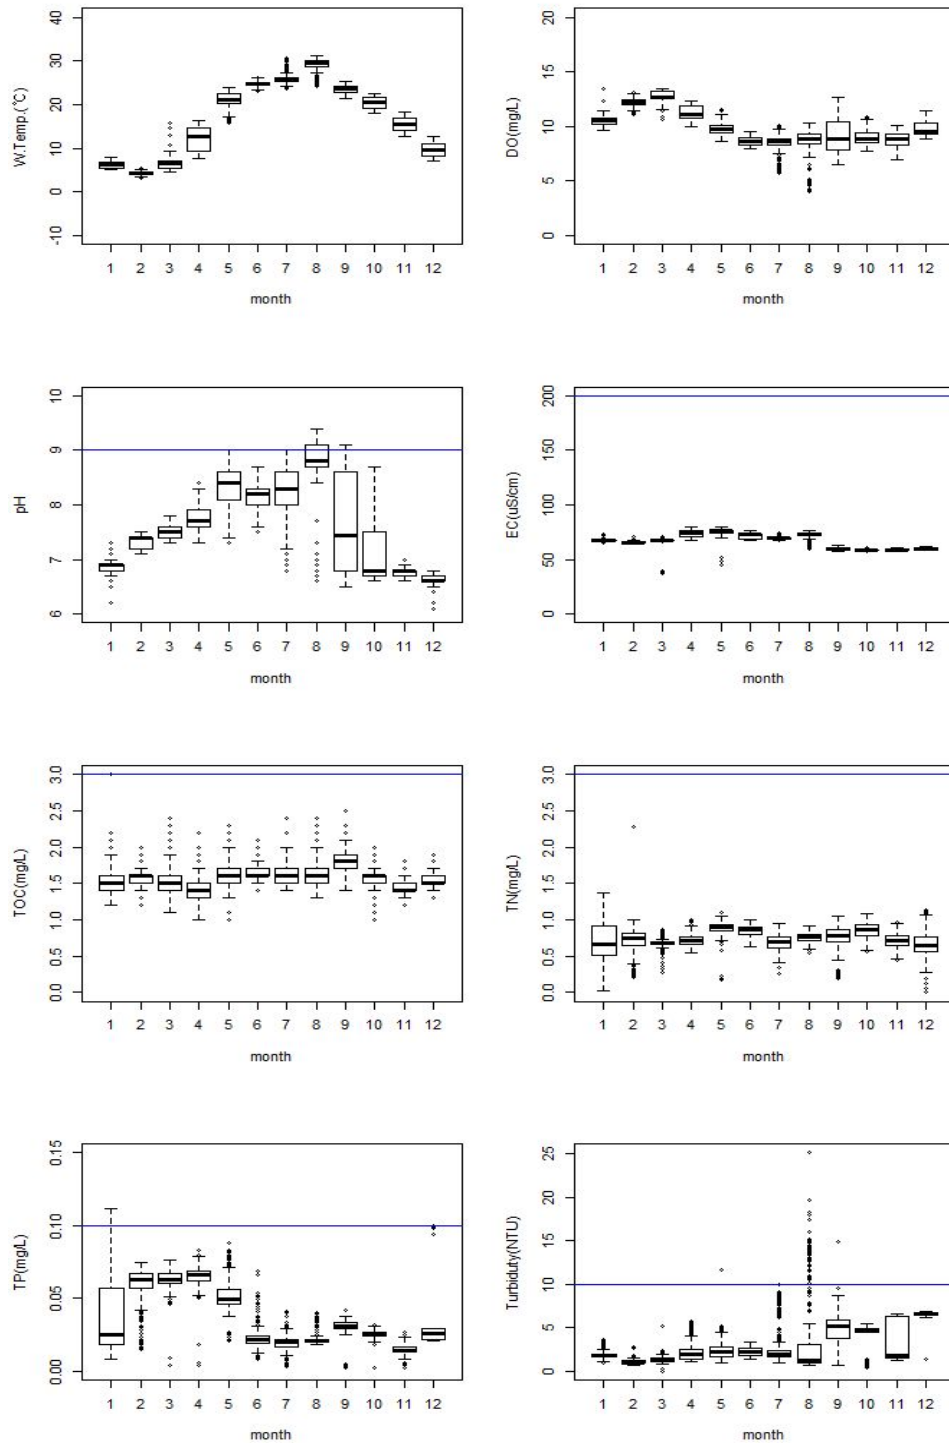 W.Temp.(℃)
40
30
20
10
0
-10
1 2 3 4 5 6 7 8 9 10 11 12
month
DO(mg/L)
20
15
10
5
0
1 2 3 4 5 6 7 8 9 10 11 12
month
pH
10
9
8
7
6
1 2 3 4 5 6 7 8 9 10 11 12
month
EC(uS/cm)
200
150
100
50
0
1 2 3 4 5 6 7 8 9 10 11 12
month
TOC(mg/L)
3.0
2.5
2.0
1.5
1.0
0.5
0.0
1 2 3 4 5 6 7 8 9 10 11 12
month
TN(mg/L)
3.0
2.5
2.0
1.5
1.0
0.5
0.0
1 2 3 4 5 6 7 8 9 10 11 12
month
TP(mg/L)
0.15
0.10
0.05
0.00
1 2 3 4 5 6 7 8 9 10 11 12
month
Turbiduty(NTU)
25
20
15
10
5
0
1 2 3 4 5 6 7 8 9 10 11 12
month